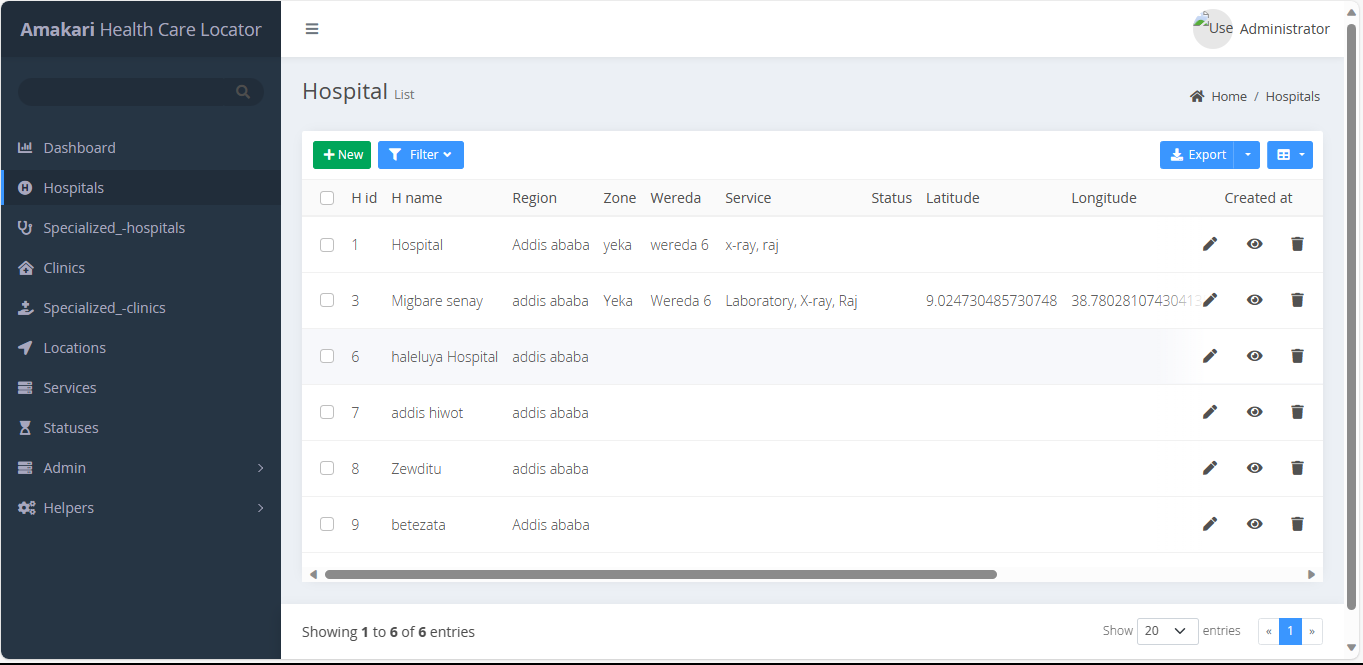 Amakari Health Care Locator
Use Administrator
Hospital List
Home / Hospitals
Dashboard
Hospitals
Specialized_-hospitals
Clinics
Specialized_-clinics
Locations
Services
Statuses
Admin
Helpers
New Filter Export
H id H name Region Zone Wereda Service Status Latitude Longitude Created at
1 Hospital Addis ababa yeka wereda 6 x-ray, raj
3 Migbare senay addis ababa Yeka Wereda 6 Laboratory, X-ray, Raj 9.024730485730748 38.78028107430413
6 haleluya Hospital addis ababa
7 addis hiwot addis ababa
8 Zewditu addis ababa
9 betezata Addis ababa
Showing 1 to 6 of 6 entries
Show 20 entries « 1 »